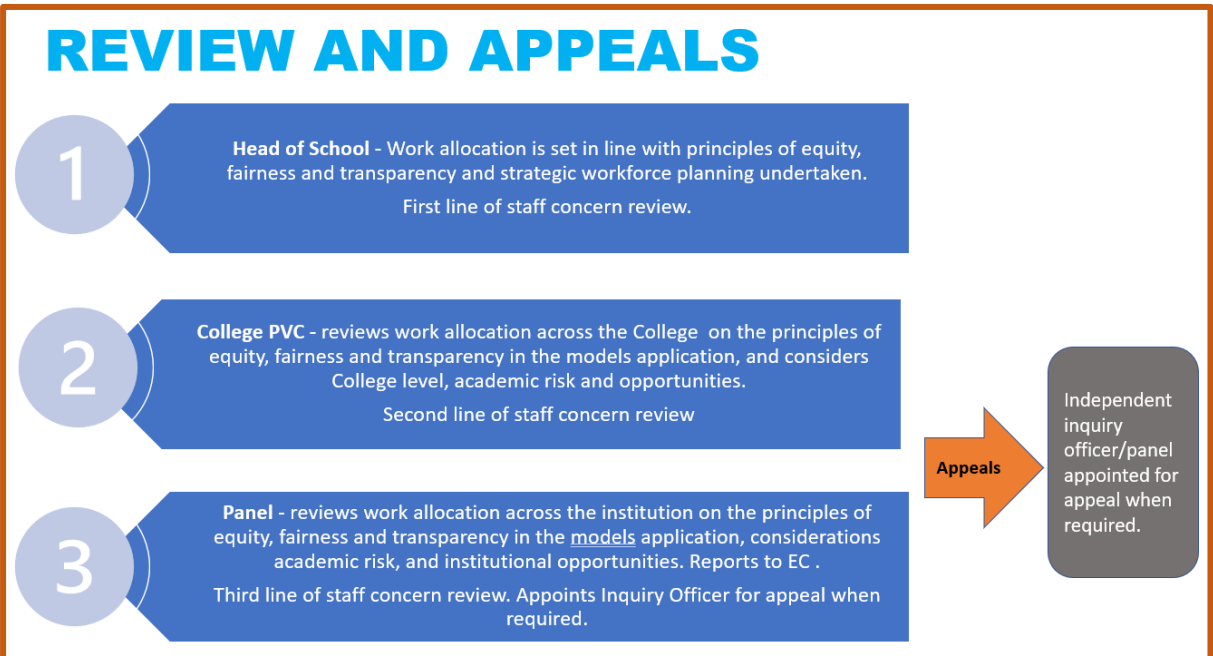 REVIEW AND APPEALS
1
Head of School - Work allocation is set in line with principles of equity,
fairness and transparency and strategic workforce planning undertaken.
First line of staff concern review.
2
College PVC - reviews work allocation across the College  on the principles of
equity, fairness and transparency in the models application, and considers
College level, academic risk and opportunities.
Second line of staff concern review
3
Panel - reviews work allocation across the institution on the principles of
equity, fairness and transparency in the models application, considerations
academic risk, and institutional opportunities. Reports to EC .
Third line of staff concern review. Appoints Inquiry Officer for appeal when
required.
Appeals
Independent
inquiry
officer/panel
appointed for
appeal when
required.